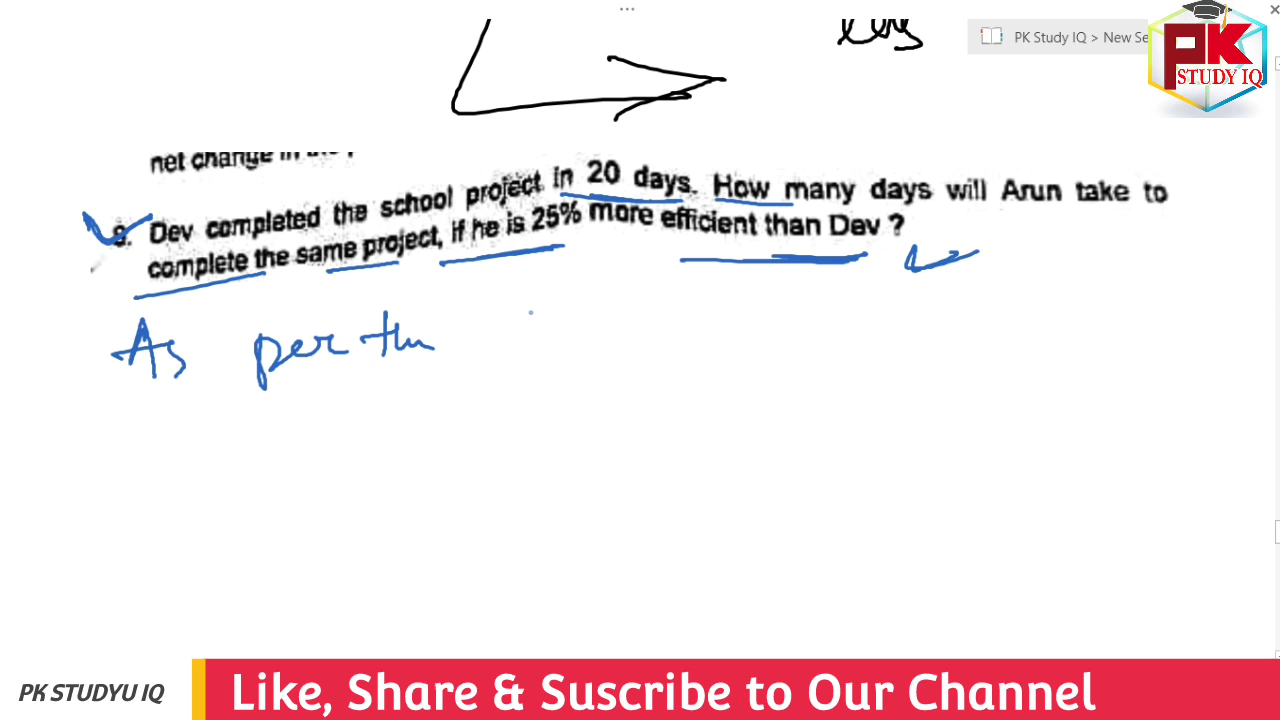 PK Study IQ > New Se
PK
STUDY IQ
net change in the
8. Dev completed the school project in 20 days. How many days will Arun take to
complete the same project, if he is 25% more efficient than Dev ?
As per the
PK STUDYU IQ
Like, Share & Suscribe to Our Channel